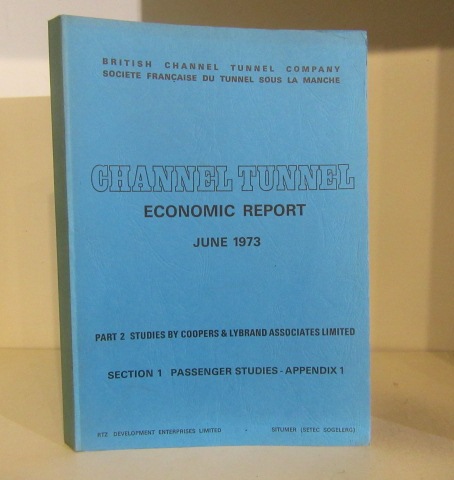 BRITISH CHANNEL TUNNEL COMPANY
SOCIETE FRANÇAISE DU TUNNEL SOUS LA MANCHE
CHANNEL TUNNEL
ECONOMIC REPORT
JUNE 1973
PART 2 STUDIES BY COOPERS & LYBRAND ASSOCIATES LIMITED
SECTION 1 PASSENGER STUDIES - APPENDIX 1
RTZ DEVELOPMENT ENTERPRISES LIMITED - SITUMER (SETEC SOGELERG)